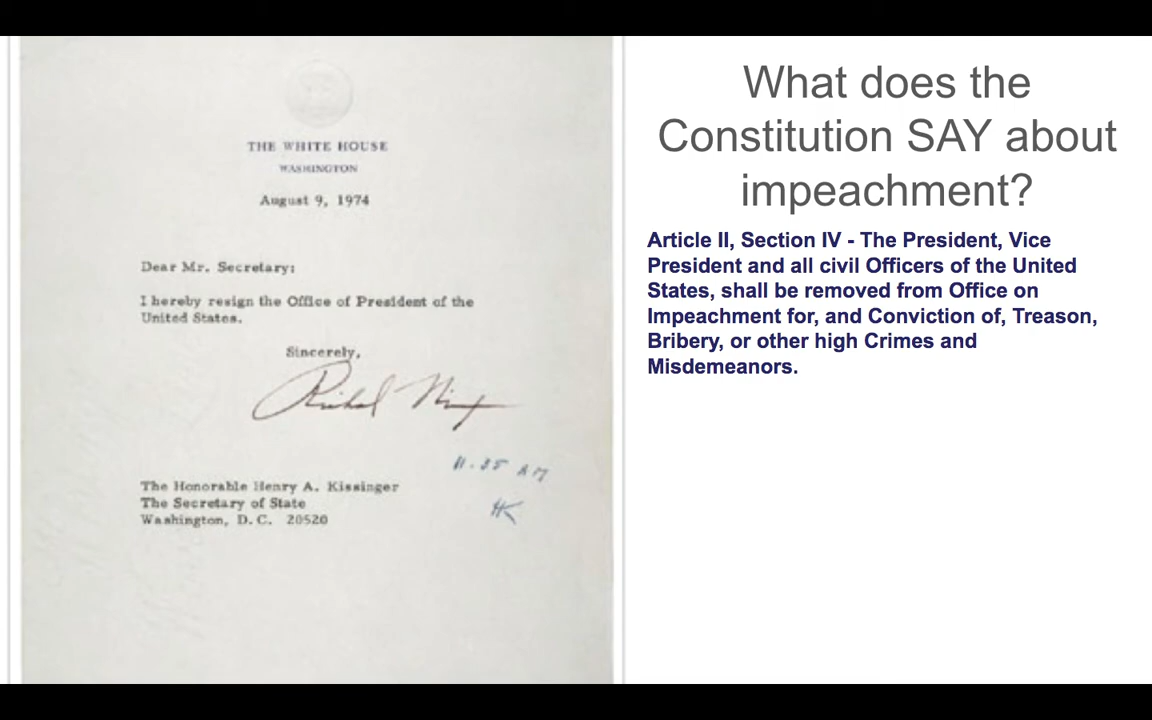 THE WHITE HOUSE
WASHINGTON
August 9, 1974
Dear Mr. Secretary:
I hereby resign the Office of President of the
United States.
Sincerely,
Richard Nixon
11.35 AM
HK
The Honorable Henry A. Kissinger
The Secretary of State
Washington, D.C. 20520
What does the
Constitution SAY about
impeachment?
Article II, Section IV - The President, Vice
President and all civil Officers of the United
States, shall be removed from Office on
Impeachment for, and Conviction of, Treason,
Bribery, or other high Crimes and
Misdemeanors.